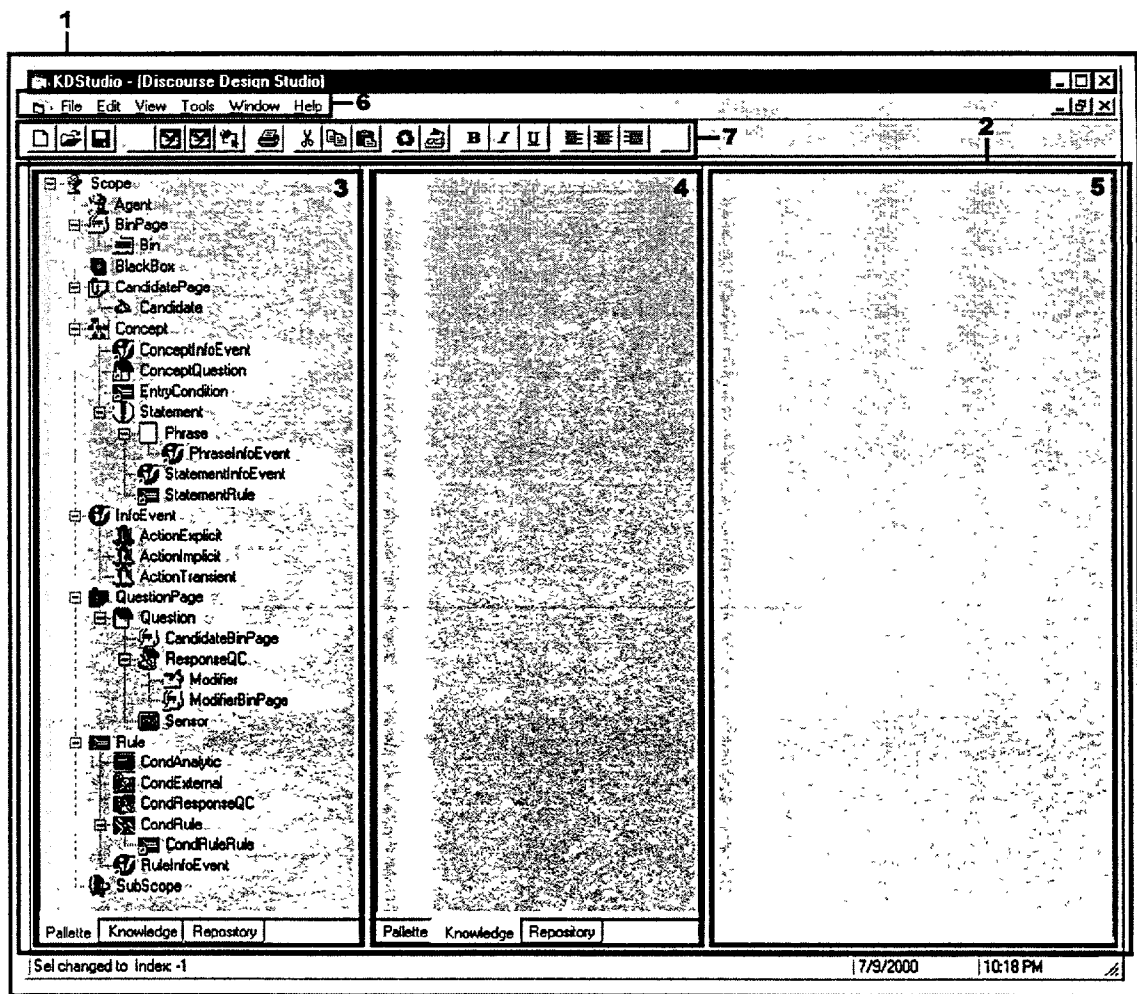 1
KDStudio - (Discourse Design Studio)
File Edit View Tools Window Help
6
B I U
7
2
3
4
5
Scope
Agent
BinPage
Bin
BlackBox
CandidatePage
Candidate
Concept
ConceptInfoEvent
ConceptQuestion
EntryCondition
Statement
Phrase
PhraseInfoEvent
StatementInfoEvent
StatementRule
InfoEvent
ActionExplicit
ActionImplicit
ActionTransient
QuestionPage
Question
CandidateBinPage
ResponseQC
Modifier
ModifierBinPage
Sensor
Rule
CondAnalytic
CondExternal
CondResponseQC
CondRule
CondRuleRule
RuleInfoEvent
SubScope
Pallette Knowledge Repository
Pallette Knowledge Repository
Sel changed to Index: -1
7/9/2000
10:18 PM